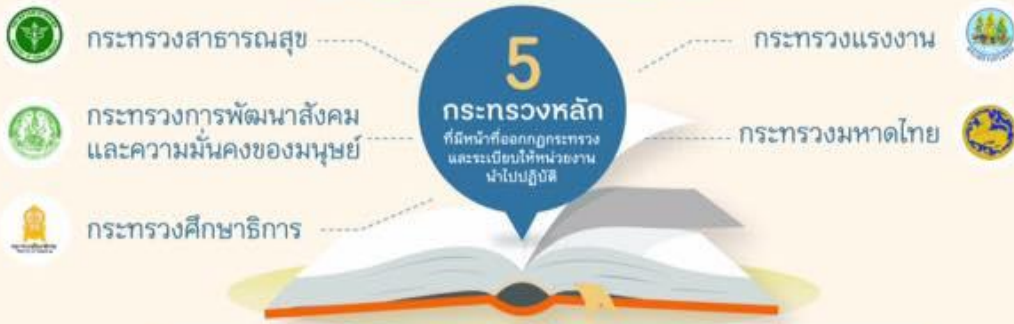 กระทรวงสาธารณสุข
กระทรวงการพัฒนาสังคม
และความมั่นคงของมนุษย์
กระทรวงศึกษาธิการ
5
กระทรวงหลัก
ที่มีหน้าที่ออกกฎกระทรวง
และระเบียบให้หน่วยงาน
นำไปปฏิบัติ
กระทรวงแรงงาน
กระทรวงมหาดไทย